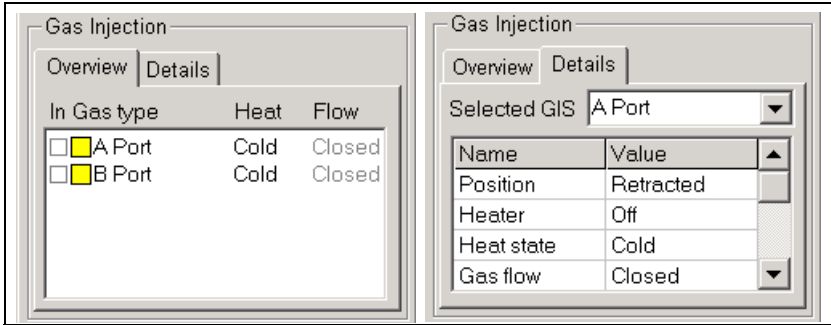 Gas Injection
Overview Details
In Gas type Heat Flow
A Port Cold Closed
B Port Cold Closed
Gas Injection
Overview Details
Selected GIS A Port
Name Value
Position Retracted
Heater Off
Heat state Cold
Gas flow Closed